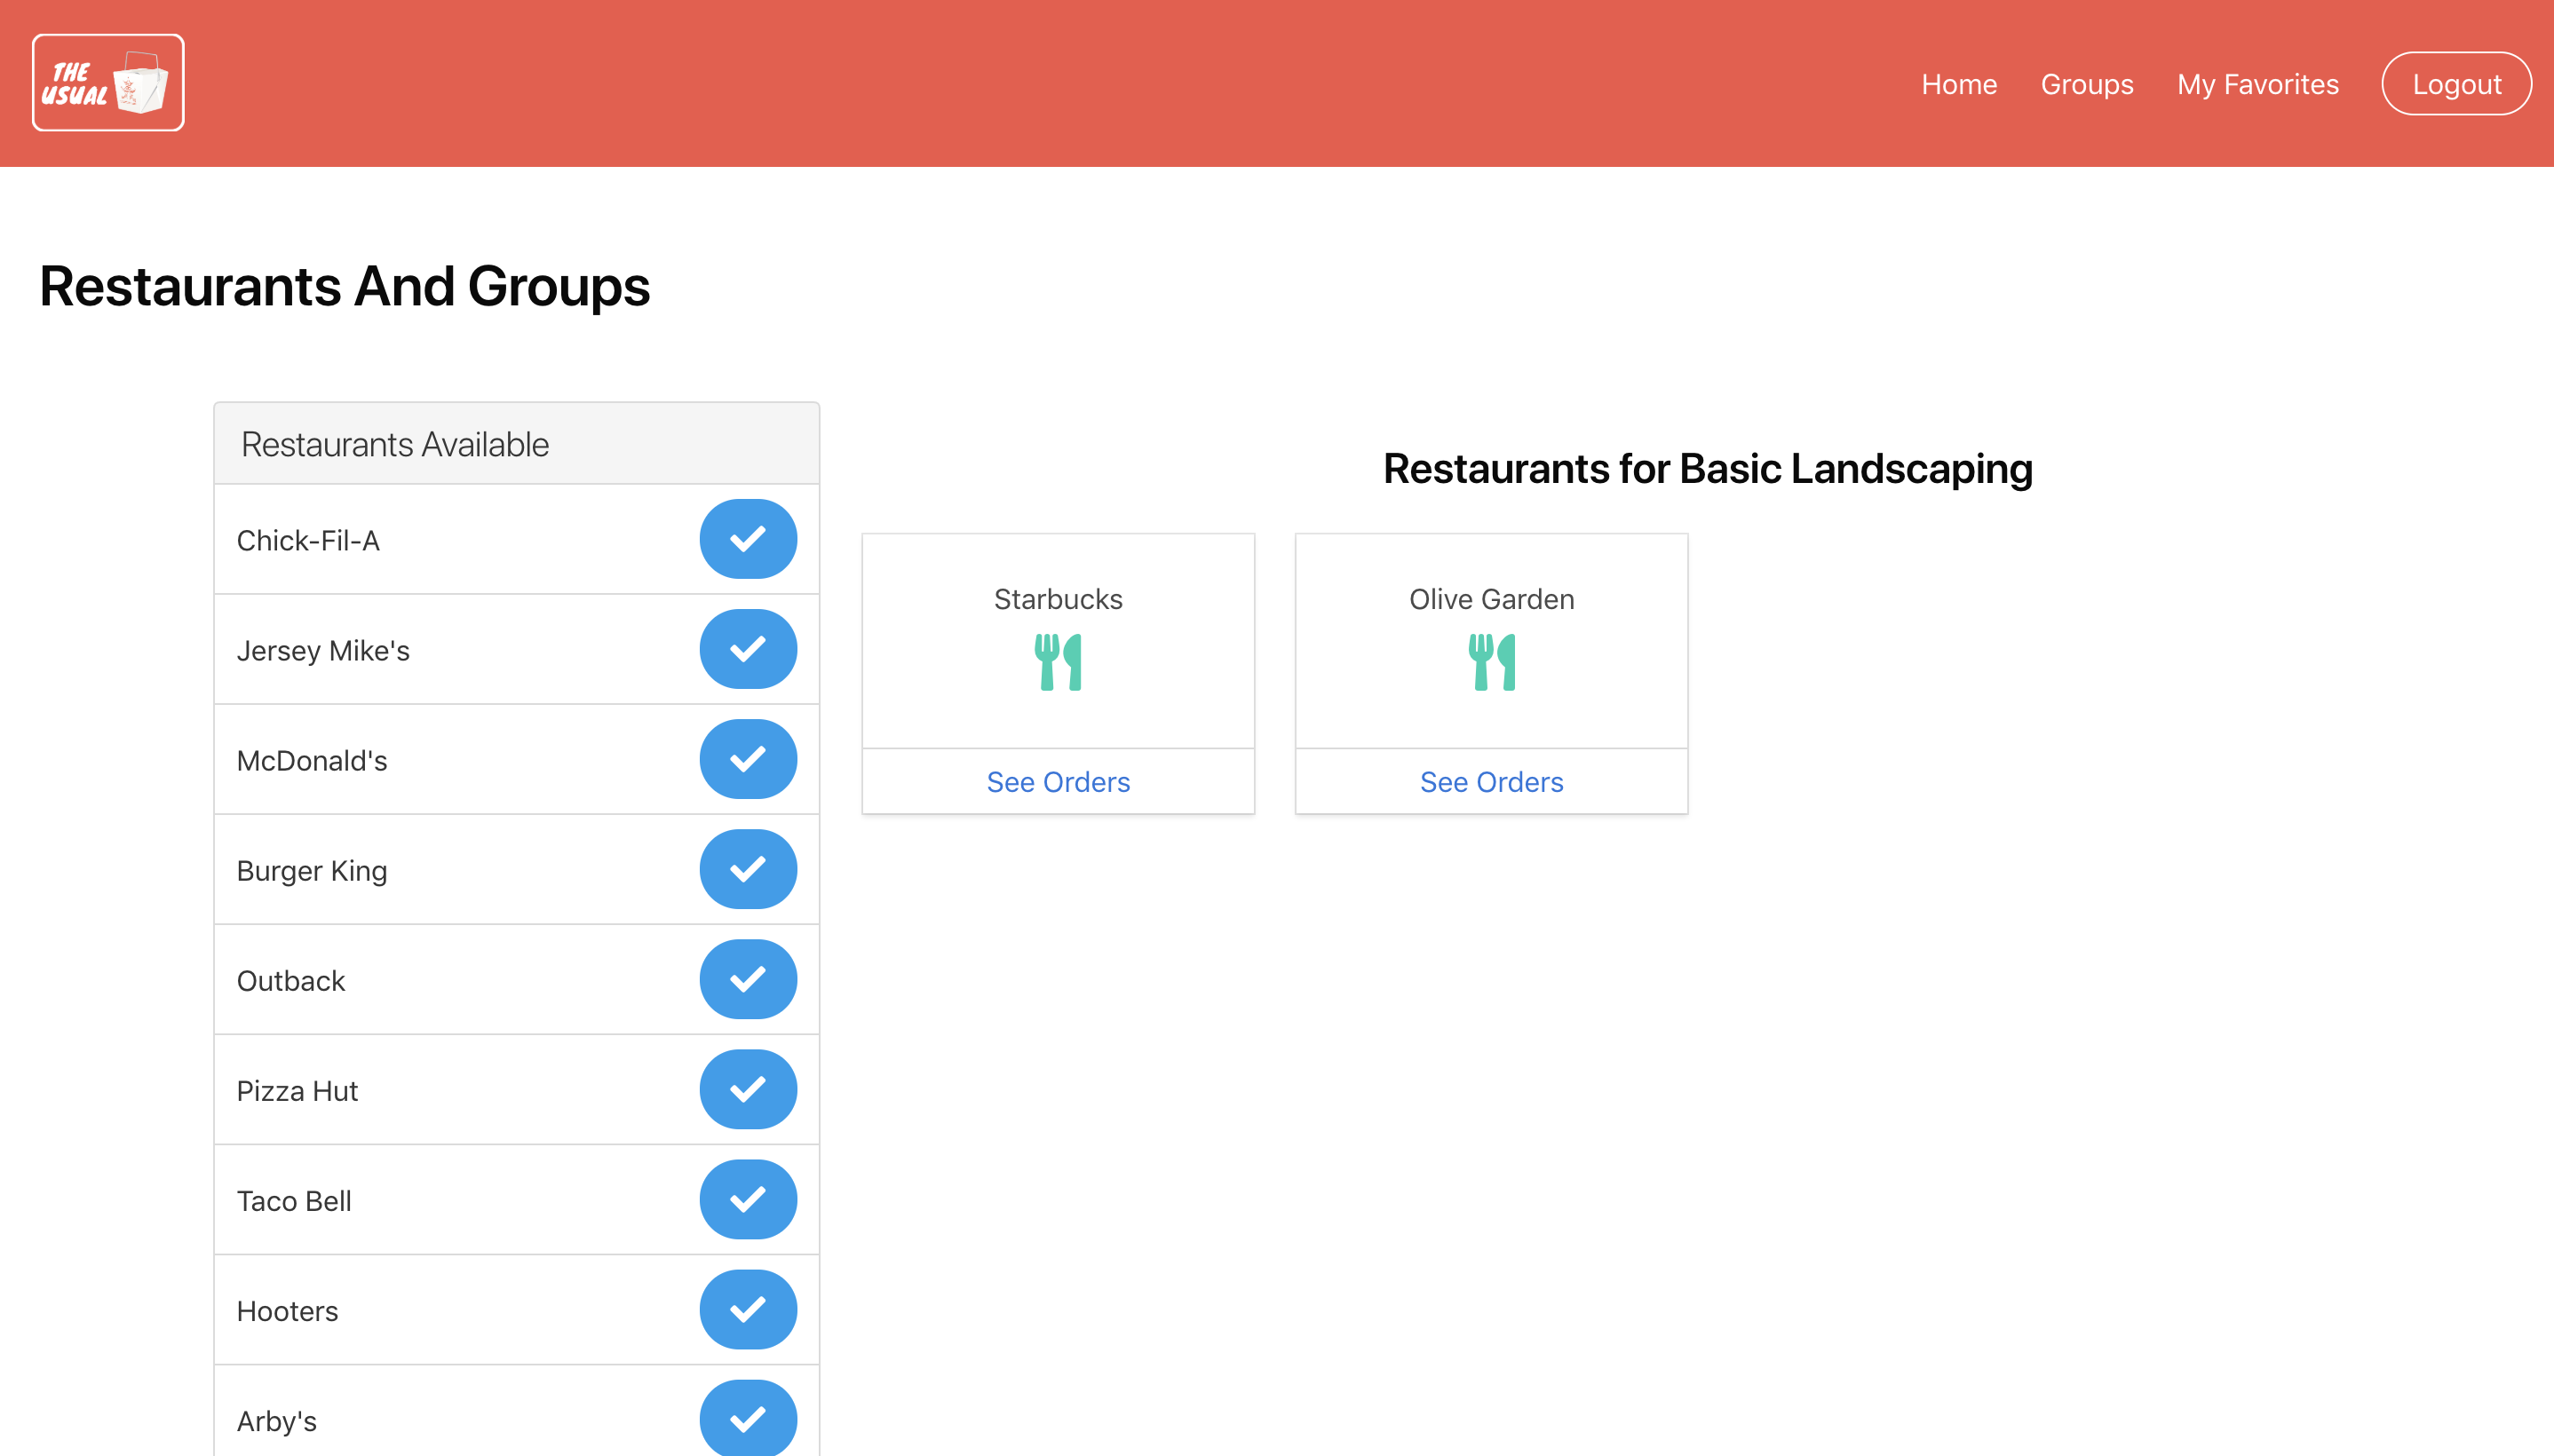 THE
USUAL
Home Groups My Favorites Logout
Restaurants And Groups
Restaurants Available
Chick-Fil-A
Jersey Mike's
McDonald's
Burger King
Outback
Pizza Hut
Taco Bell
Hooters
Arby's
Restaurants for Basic Landscaping
Starbucks
See Orders
Olive Garden
See Orders